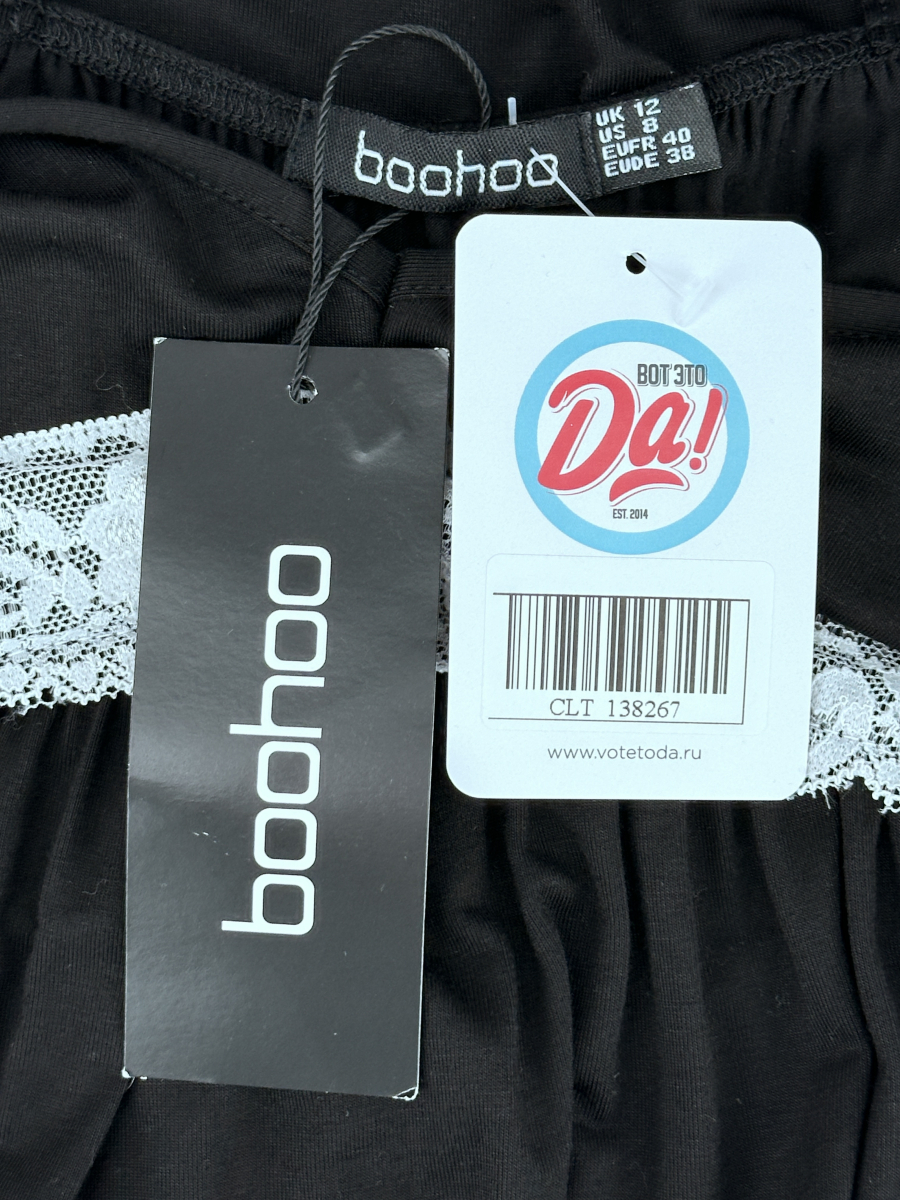 boohoo
UK 12
US 8
EUFR 40
EUDE 38
boohoo
ВОТ ЭТО
Да!
EST. 2014
CLT 138267
www.votetoda.ru